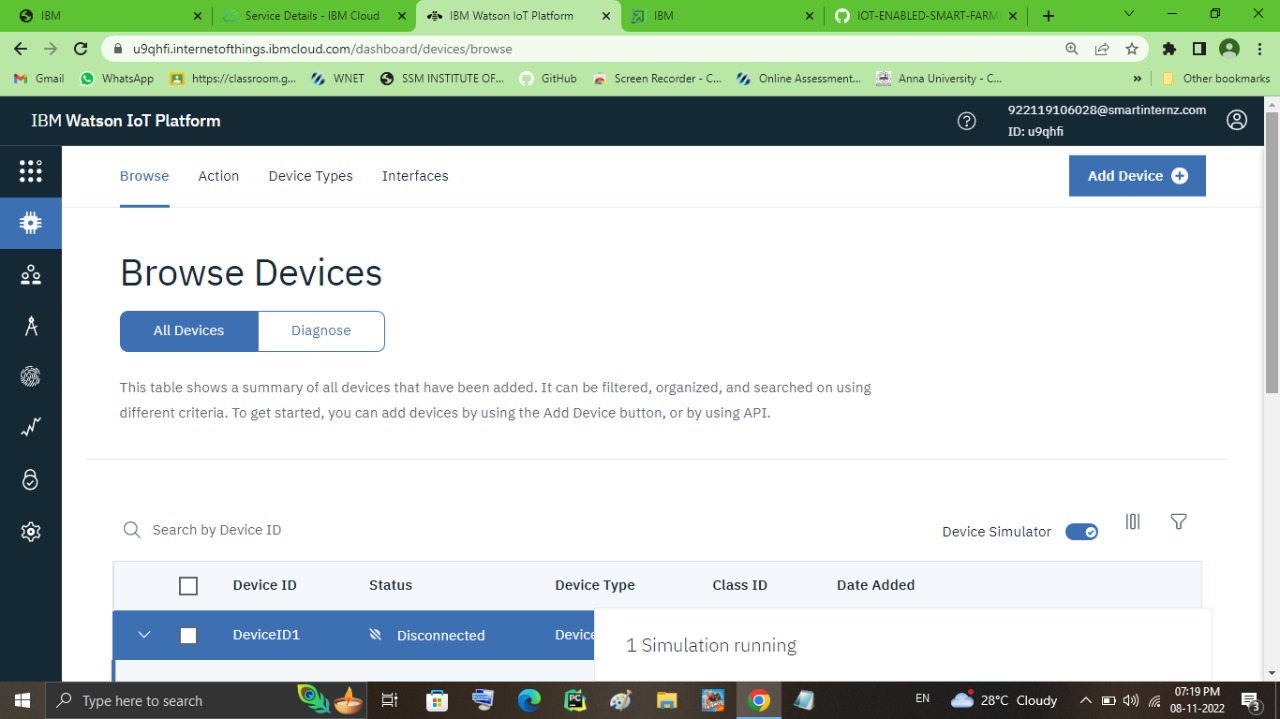 IBM
Service Details - IBM Cloud
IBM Watson IoT Platform
IBM
IOT-ENABLED-SMART-FARM
u9qhfi.internetofthings.ibmcloud.com/dashboard/devices/browse
Gmail
WhatsApp
https://classroom.g...
WNET
SSM INSTITUTE OF...
GitHub
Screen Recorder - C...
Online Assessment...
Anna University - C...
»
Other bookmarks
IBM Watson IoT Platform
922119106028@smartinternz.com
ID: u9qhfi
Browse
Action
Device Types
Interfaces
Add Device
Browse Devices
All Devices
Diagnose
This table shows a summary of all devices that have been added. It can be filtered, organized, and searched on using
different criteria. To get started, you can add devices by using the Add Device button, or by using API.
Search by Device ID
Device Simulator
Device ID
Status
Device Type
Class ID
Date Added
DeviceID1
Disconnected
Device
1 Simulation running
Type here to search
EN
28°C Cloudy
07:19 PM
08-11-2022
3